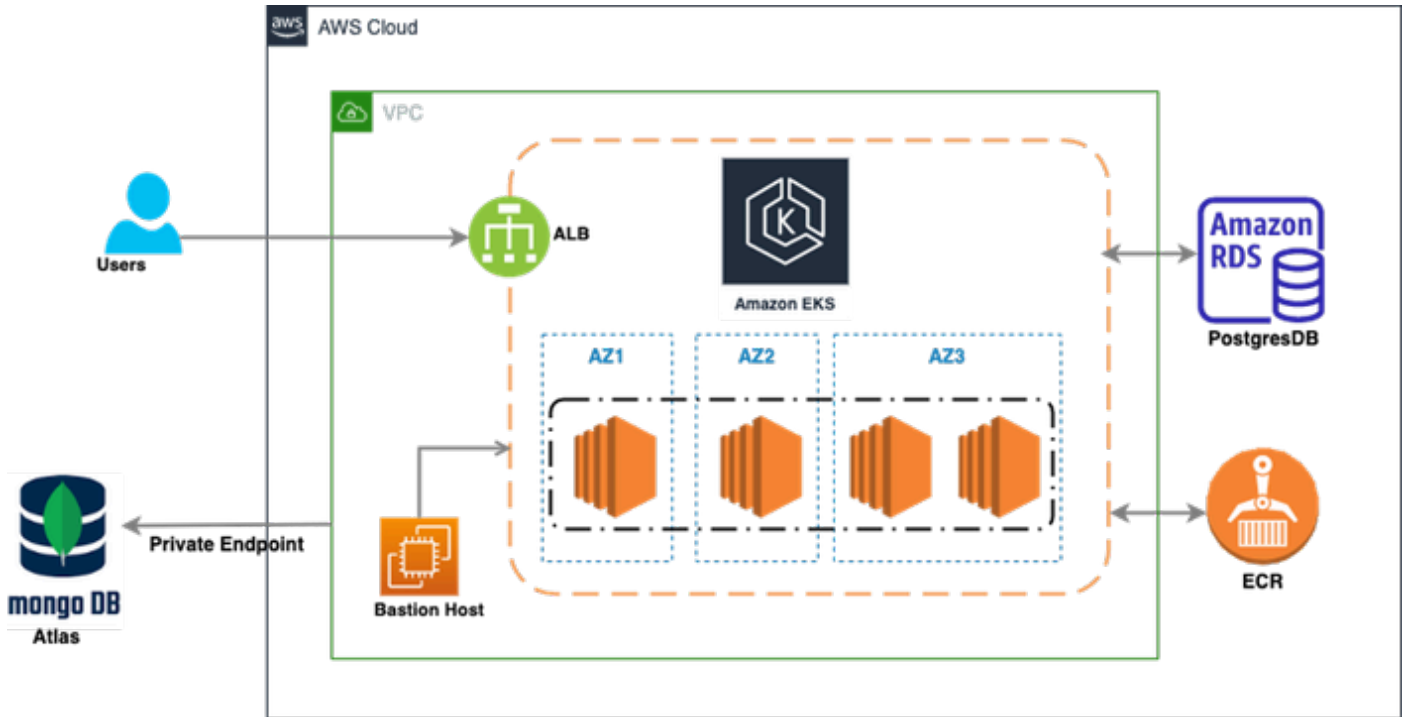 aws
AWS Cloud
VPC
ALB
Users
K
Amazon EKS
Amazon
RDS
PostgresDB
AZ1
AZ2
AZ3
Private Endpoint
mongo DB
Atlas
Bastion Host
ECR